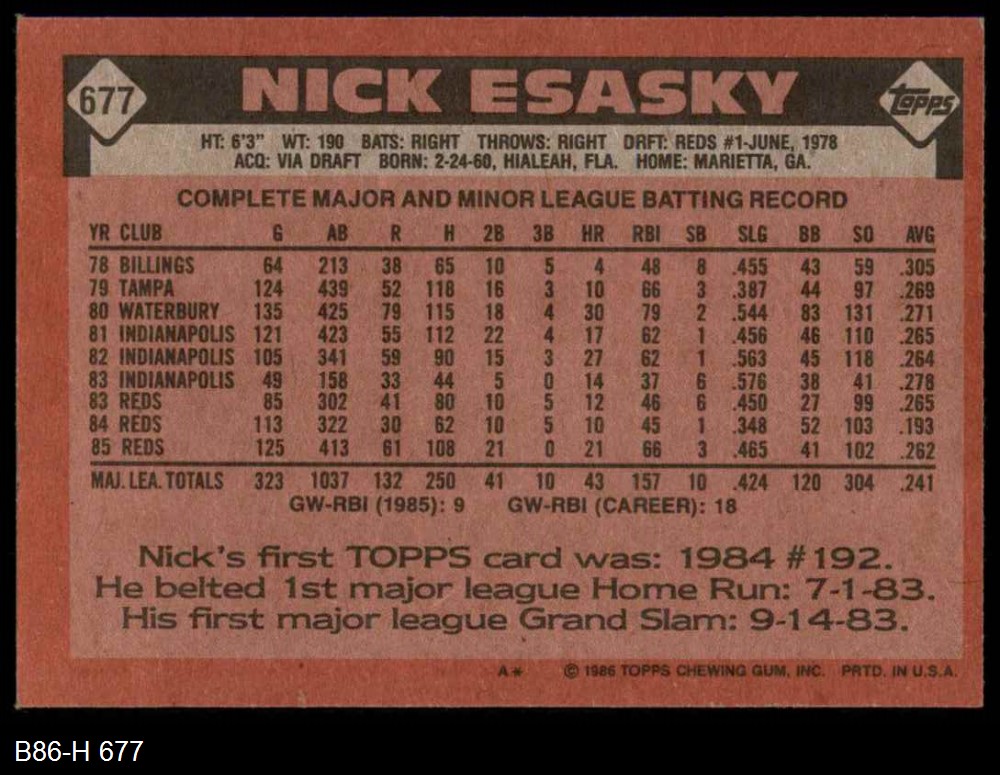 677 NICK ESASKY TOPPS
HT: 6'3" WT: 190 BATS: RIGHT THROWS: RIGHT DRFT: REDS #1-JUNE, 1978
ACQ: VIA DRAFT BORN: 2-24-60, HIALEAH, FLA. HOME: MARIETTA, GA.
COMPLETE MAJOR AND MINOR LEAGUE BATTING RECORD
YR CLUB G AB R H 2B 3B HR RBI SB SLG BB SO AVG
78 BILLINGS 64 213 38 65 10 5 4 48 8 .455 43 59 .305
79 TAMPA 124 439 52 118 16 3 10 66 3 .387 44 97 .269
80 WATERBURY 135 425 79 115 18 4 30 79 2 .544 83 131 .271
81 INDIANAPOLIS 121 423 55 112 22 4 17 62 1 .456 46 110 .265
82 INDIANAPOLIS 105 341 59 90 15 3 27 62 1 .563 45 118 .264
83 INDIANAPOLIS 49 158 33 44 5 0 14 37 6 .576 38 41 .278
83 REDS 85 302 41 80 10 5 12 46 6 .450 27 99 .265
84 REDS 113 322 30 62 10 5 10 45 1 .348 52 103 .193
85 REDS 125 413 61 108 21 0 21 66 3 .465 41 102 .262
MAJ. LEA. TOTALS 323 1037 132 250 41 10 43 157 10 .424 120 304 .241
GW-RBI (1985): 9 GW-RBI (CAREER): 18
Nick's first TOPPS card was: 1984 #192.
He belted 1st major league Home Run: 7-1-83.
His first major league Grand Slam: 9-14-83.
A* © 1986 TOPPS CHEWING GUM, INC. PRTD. IN U.S.A.
B86-H 677